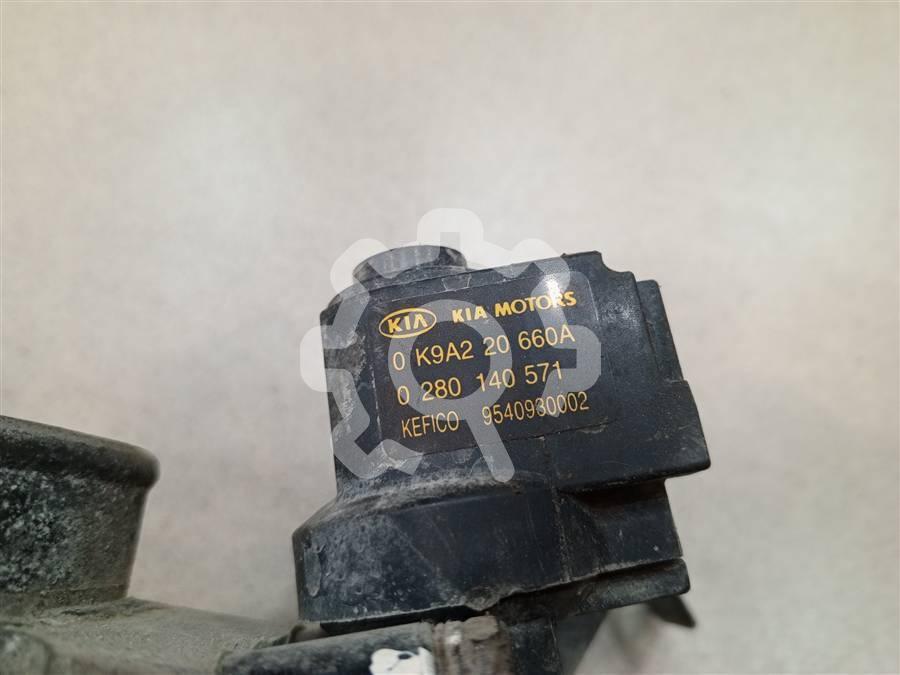 KIA KIA MOTORS
0 K9A2 20 660A
0 280 140 571
KEFICO 9540930002